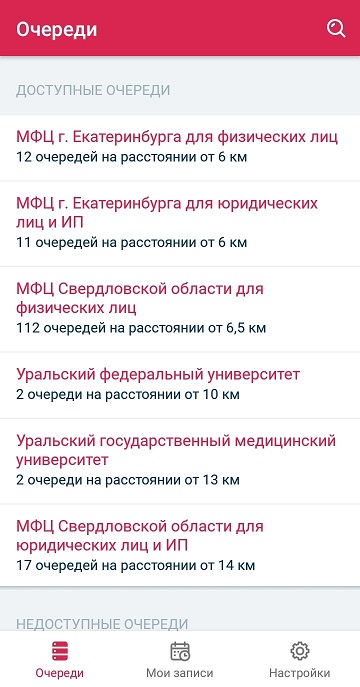 Очереди
ДОСТУПНЫЕ ОЧЕРЕДИ
МФЦ г. Екатеринбурга для физических лиц
12 очередей на расстоянии от 6 км
МФЦ г. Екатеринбурга для юридических
лиц и ИП
11 очередей на расстоянии от 6 км
МФЦ Свердловской области для
физических лиц
112 очередей на расстоянии от 6,5 км
Уральский федеральный университет
2 очереди на расстоянии от 10 км
Уральский государственный медицинский
университет
2 очереди на расстоянии от 13 км
МФЦ Свердловской области для
юридических лиц и ИП
17 очередей на расстоянии от 14 км
НЕДОСТУПНЫЕ ОЧЕРЕДИ
Очереди
Мои записи
Настройки